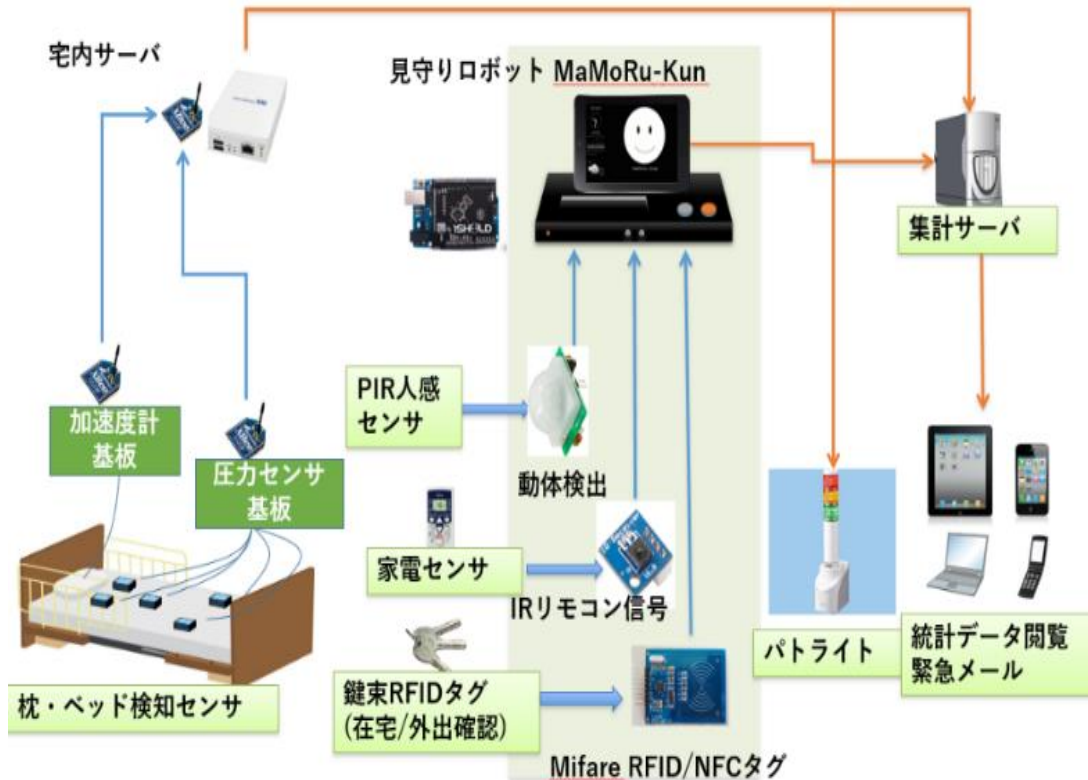 宅内サーバ
見守りロボット MaMoRu-Kun
1SHEELD
集計サーバ
加速度計
基板
圧力センサ
基板
PIR人感
センサ
動体検出
家電センサ
IRリモコン信号
パトライト
統計データ閲覧
緊急メール
枕・ベッド検知センサ
鍵束RFIDタグ
(在宅/外出確認)
Mifare RFID/NFCタグ